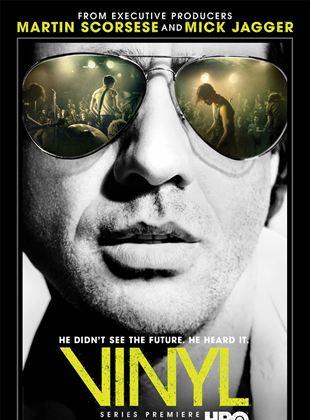 FROM EXECUTIVE PRODUCERS
MARTIN SCORSESE AND MICK JAGGER
HE DIDN'T SEE THE FUTURE. HE HEARD IT.
VINYL
SERIES PREMIERE HBO